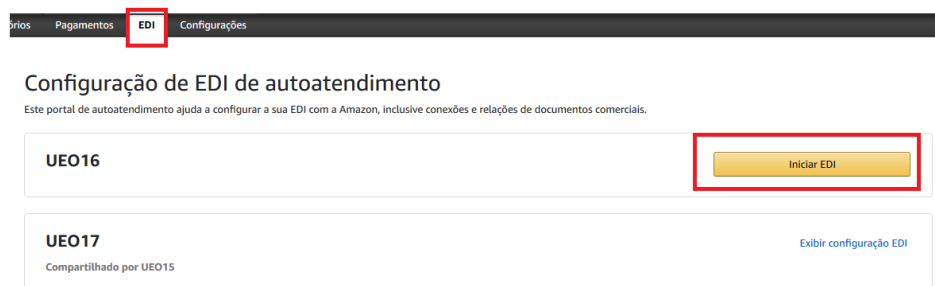 Pagamentos EDI Configurações
Configuração de EDI de autoatendimento
Este portal de autoatendimento ajuda a configurar a sua EDI com a Amazon, inclusive conexões e relações de documentos comerciais.
UEO16
Iniciar EDI
UEO17
Exibir configuração EDI
Compartilhado por UEO15